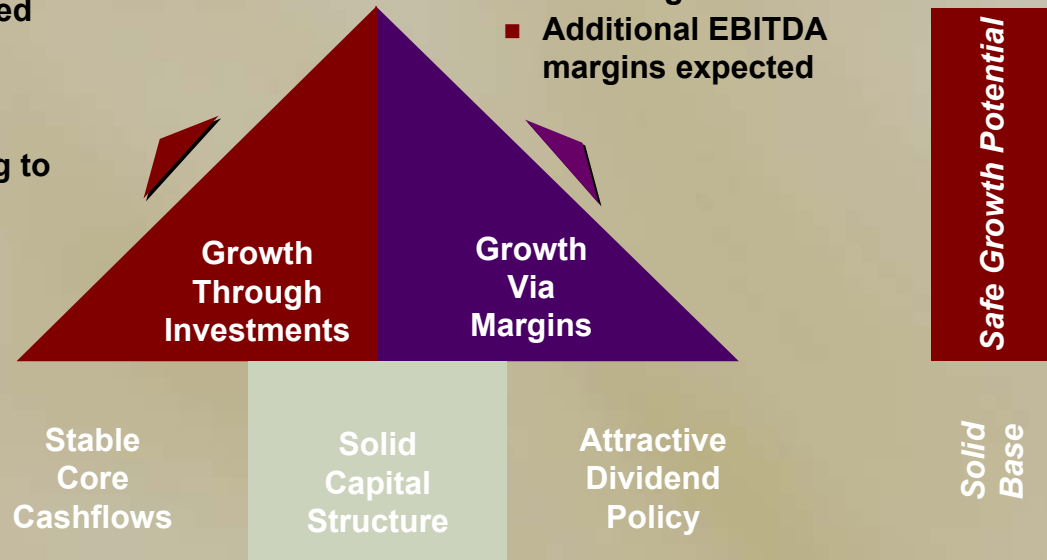 Additional EBITDA
margins expected
g to
Growth
Through
Investments
Growth
Via
Margins
Safe Growth Potential
Stable
Core
Cashflows
Solid
Capital
Structure
Attractive
Dividend
Policy
Solid
Base